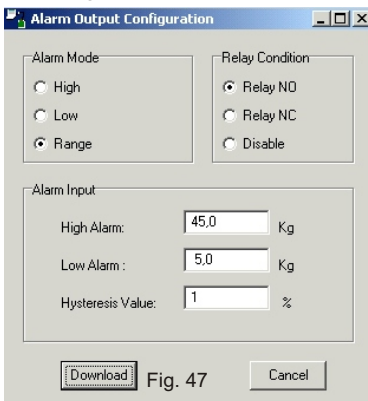 Alarm Output Configuration
Alarm Mode
High
Low
Range
Relay Condition
Relay NO
Relay NC
Disable
Alarm Input
High Alarm: 45,0 Kg
Low Alarm : 5,0 Kg
Hysteresis Value: 1 %
Download Fig. 47 Cancel